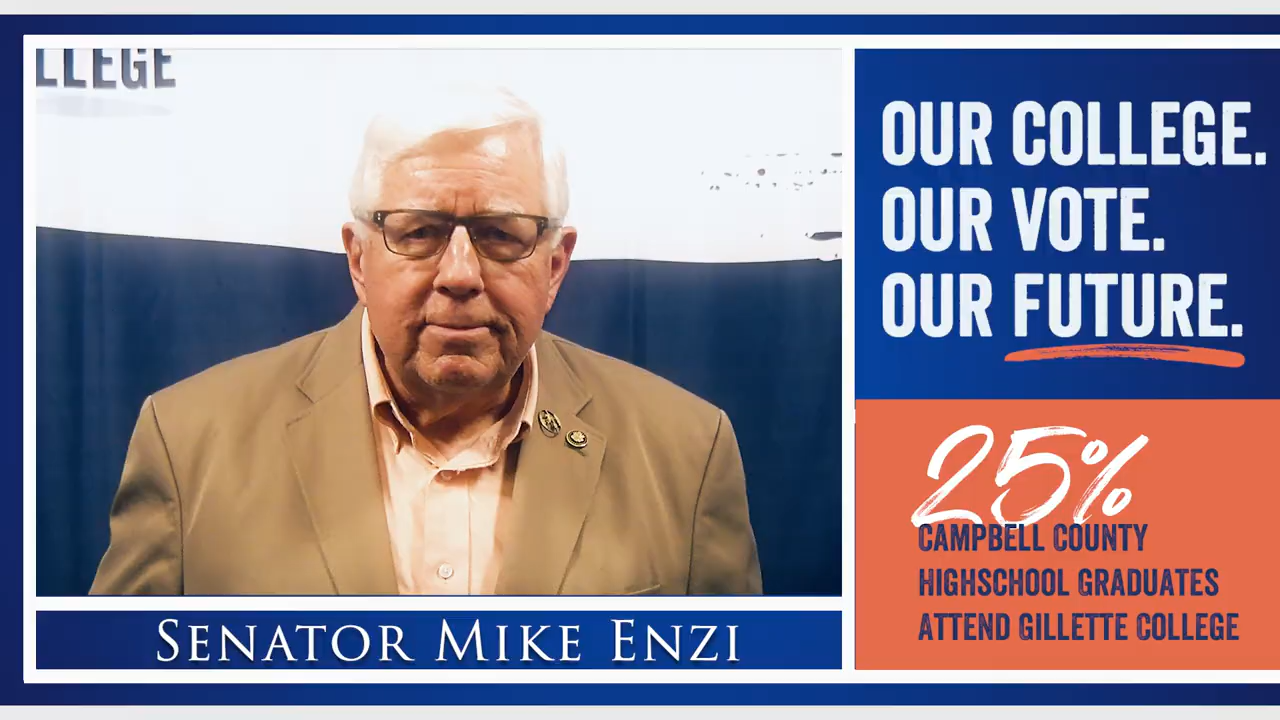 LLEGE
OUR COLLEGE.
OUR VOTE.
OUR FUTURE.
25%
CAMPBELL COUNTY
HIGHSCHOOL GRADUATES
ATTEND GILLETTE COLLEGE
SENATOR MIKE ENZI